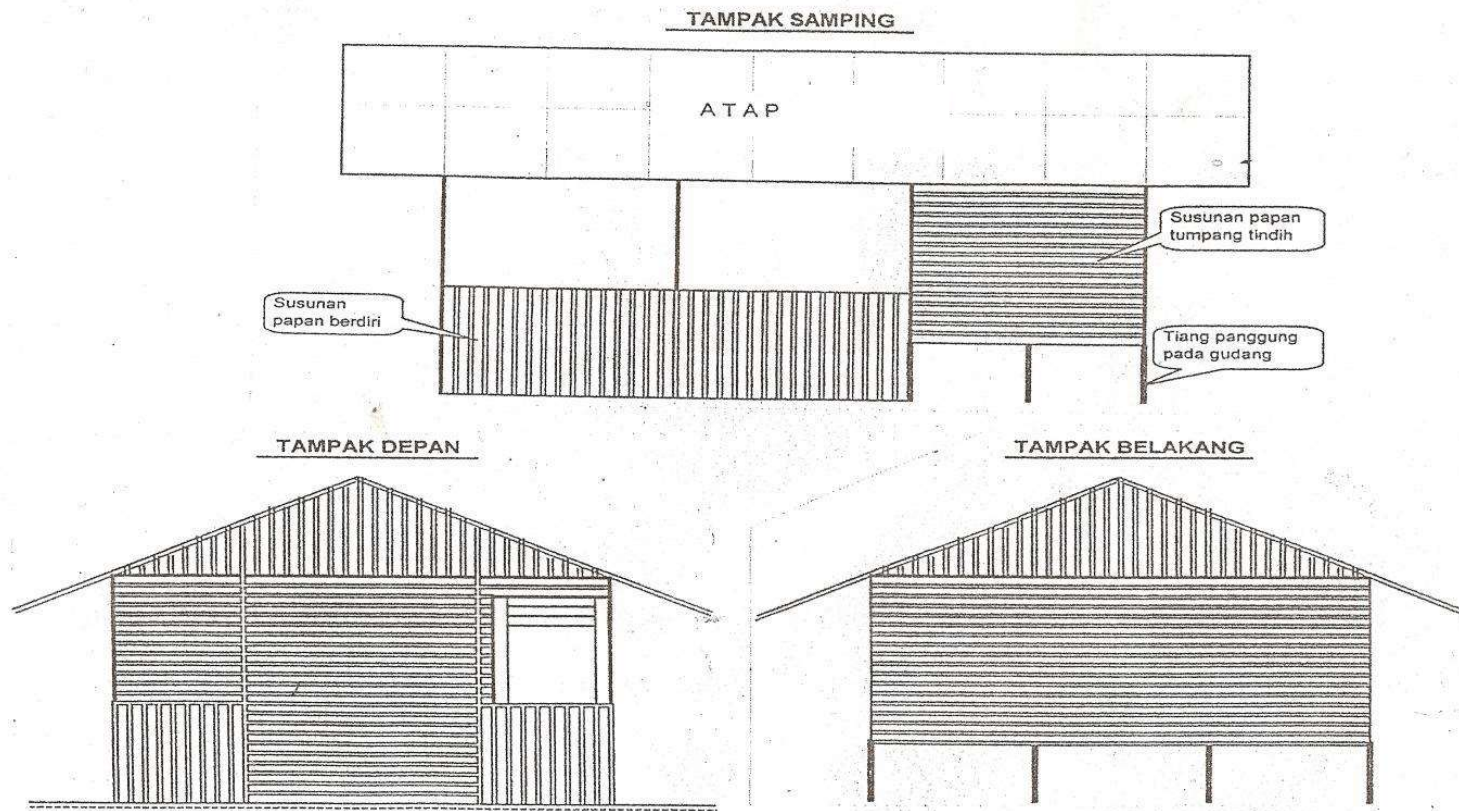 TAMPAK SAMPING
ATAP
Susunan papan
tumpang tindih
Susunan
papan berdiri
Tiang panggung
pada gudang
TAMPAK DEPAN
TAMPAK BELAKANG